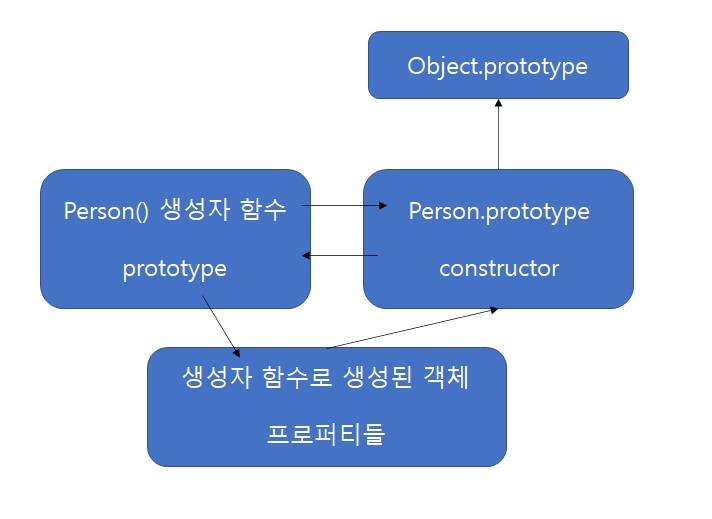 Object.prototype
Person() 생성자 함수
prototype
Person.prototype
constructor
생성자 함수로 생성된 객체
프로퍼티들